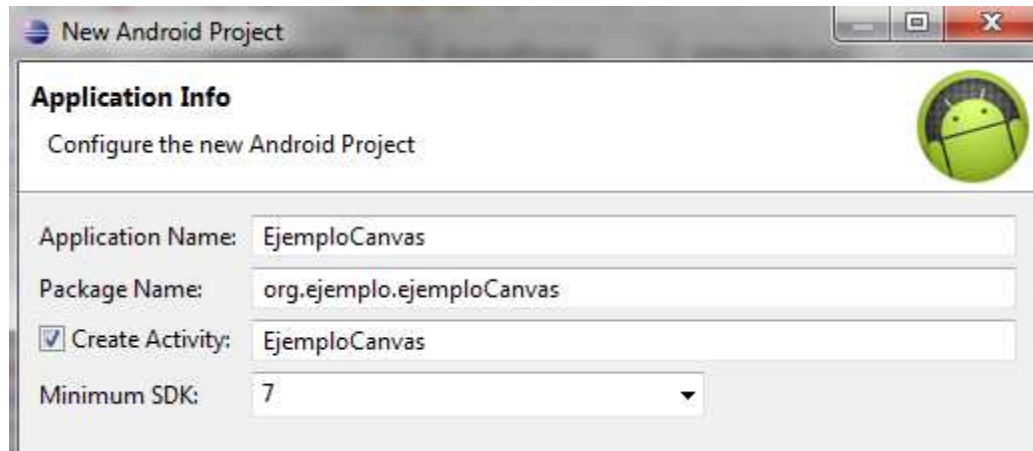 New Android Project
Application Info
Configure the new Android Project
Application Name: EjemploCanvas
Package Name: org.ejemplo.ejemploCanvas
Create Activity: EjemploCanvas
Minimum SDK: 7